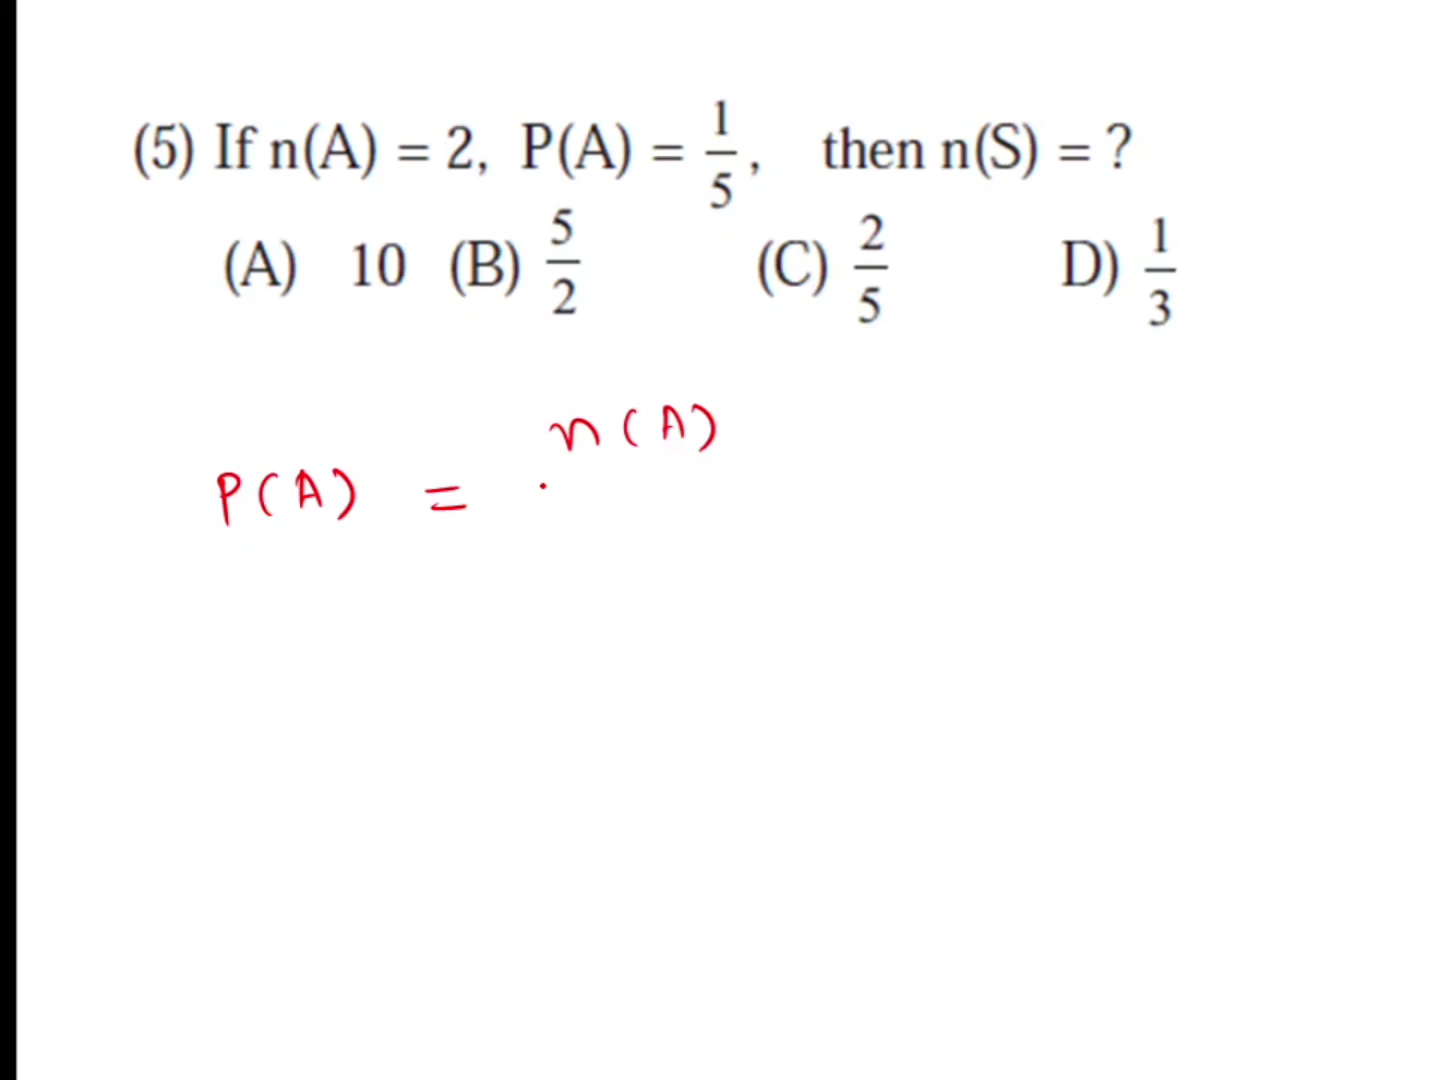 (5) If n(A) = 2, P(A) = 1/5, then n(S) = ?
(A) 10 (B) 5/2 (C) 2/5 D) 1/3
P(A) = n(A)